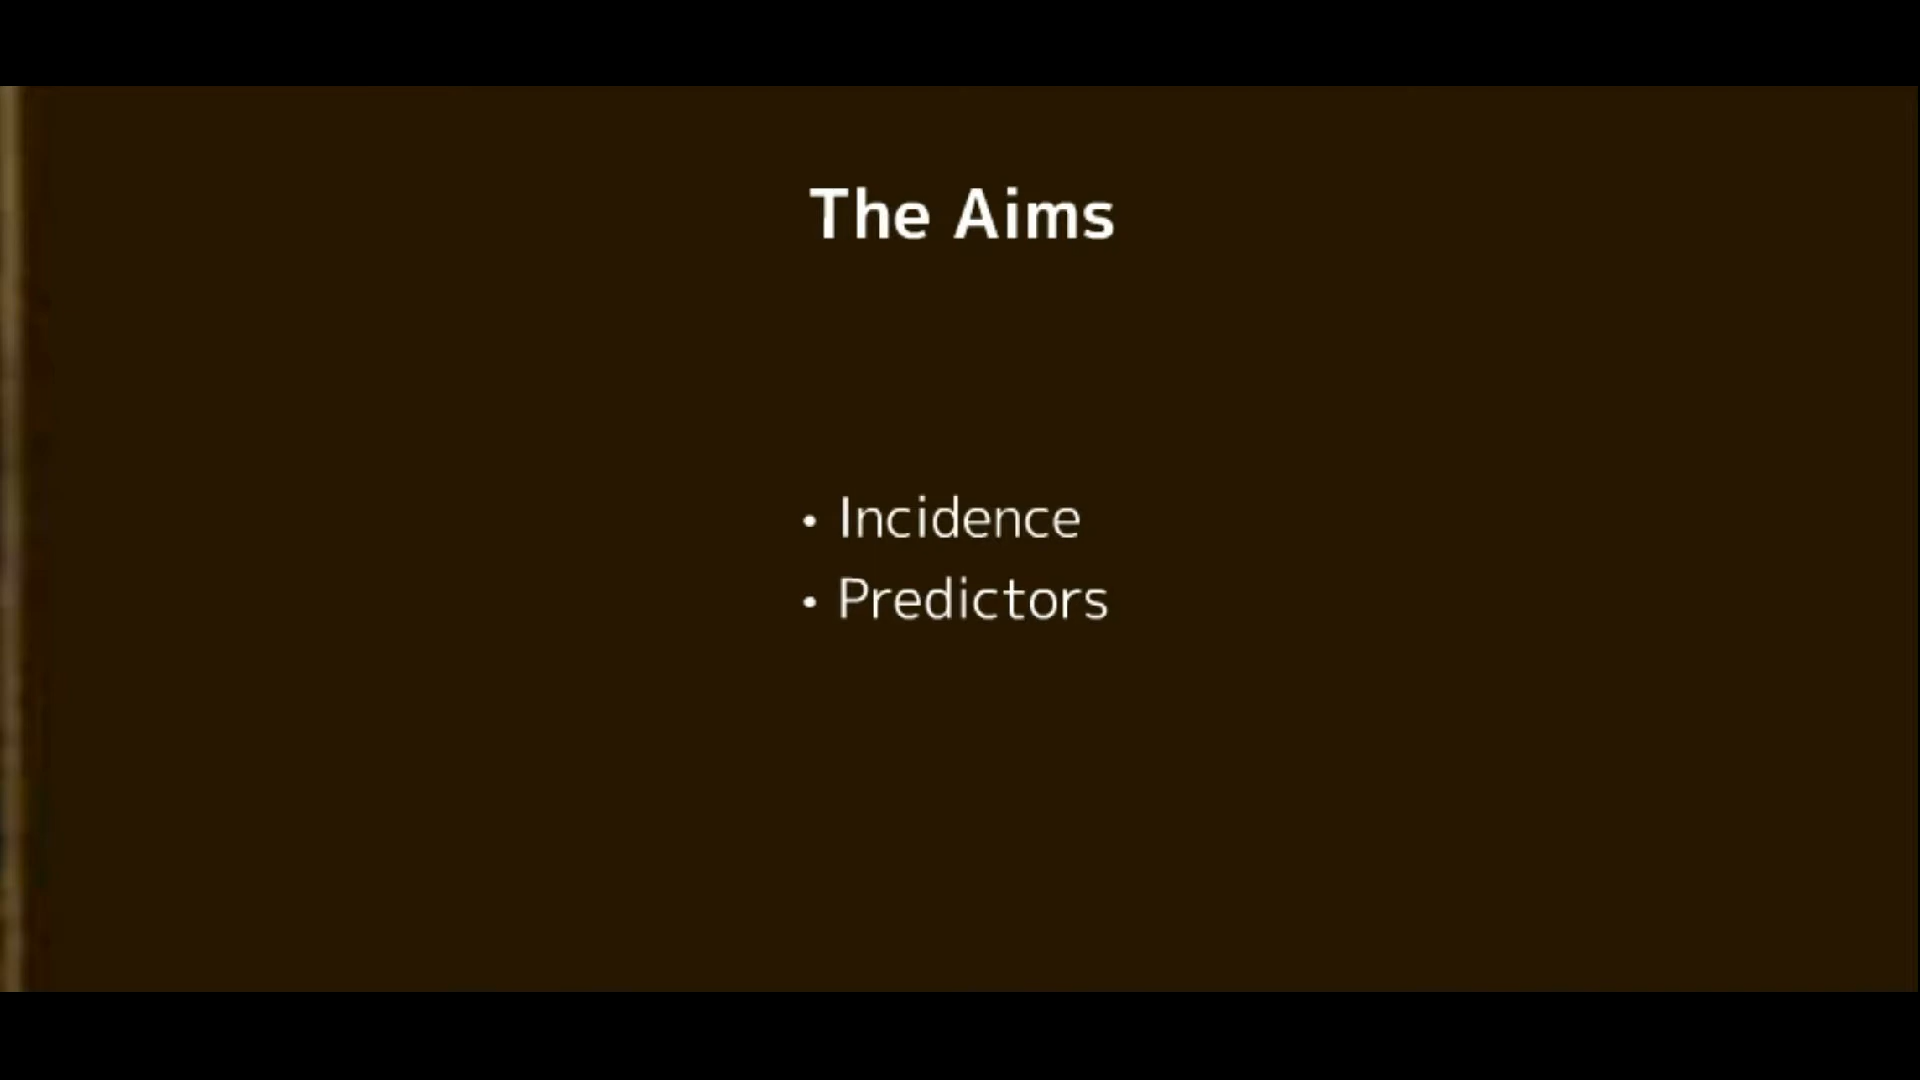 The Aims
• Incidence
• Predictors